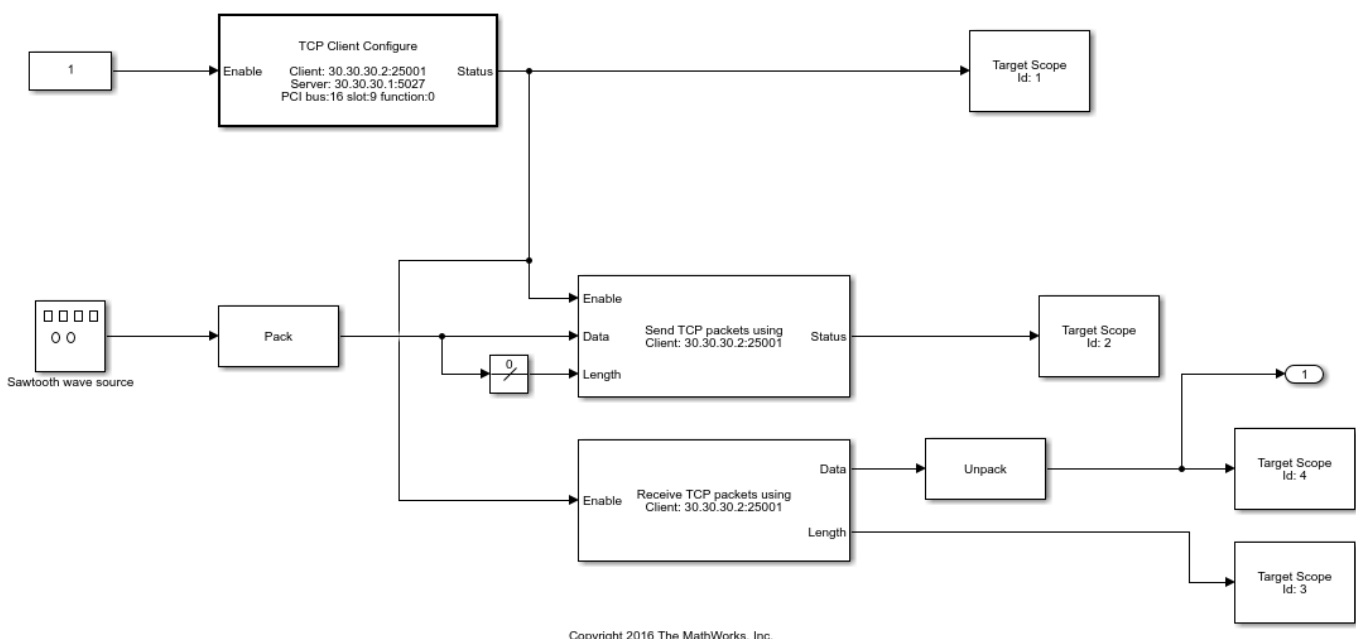 1
Enable
TCP Client Configure
Client: 30.30.30.2:25001
Server: 30.30.30.1:5027
PCI bus:16 slot:9 function:0
Status
Target Scope
Id: 1
Sawtooth wave source
Pack
0
Enable
Data
Length
Send TCP packets using
Client: 30.30.30.2:25001
Status
Target Scope
Id: 2
1
Enable
Receive TCP packets using
Client: 30.30.30.2:25001
Data
Length
Unpack
Target Scope
Id: 4
Target Scope
Id: 3
Copyright 2016 The MathWorks, Inc.